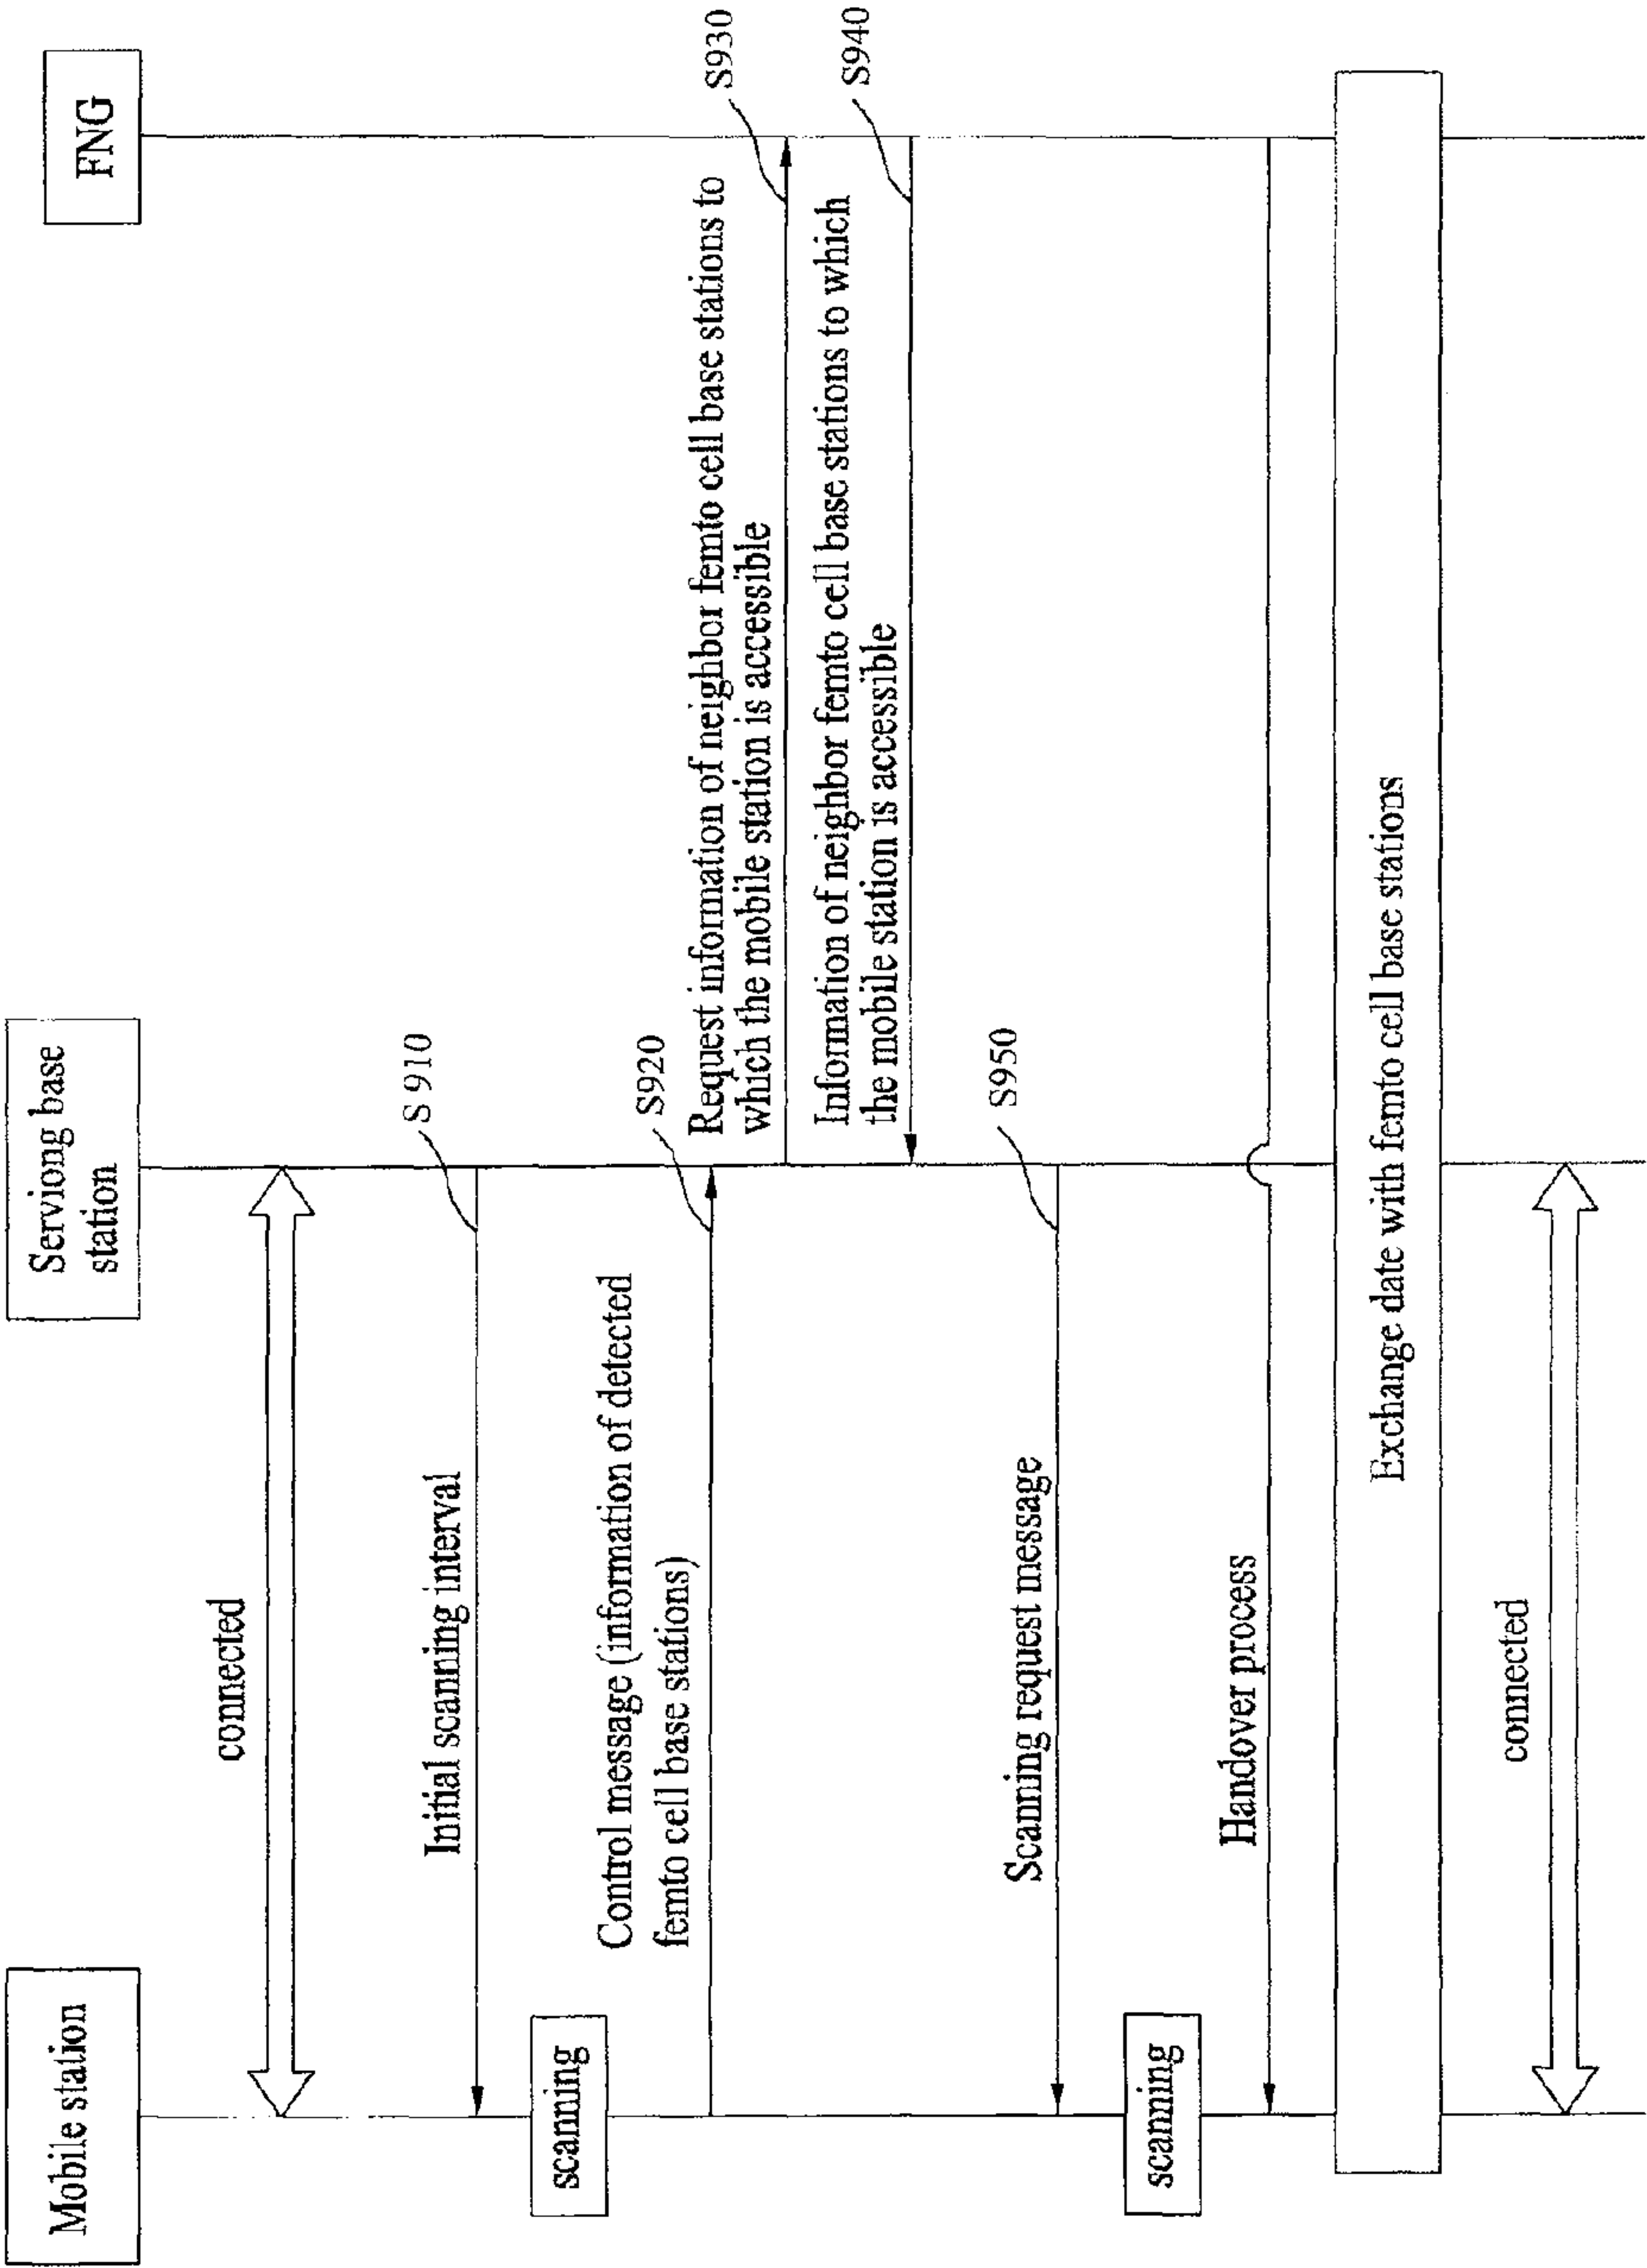 Mobile station
Serviong base
station
FNG
connected
S 910
Initial scanning interval
scanning
Control message (information of detected
femto cell base stations)
S920
Request information of neighbor femto cell base stations to
which the mobile station is accessible
S930
Information of neighbor femto cell base stations to which
the mobile station is accessible
S940
Scanning request message
S950
scanning
Handover process
Exchange date with femto cell base stations
connected